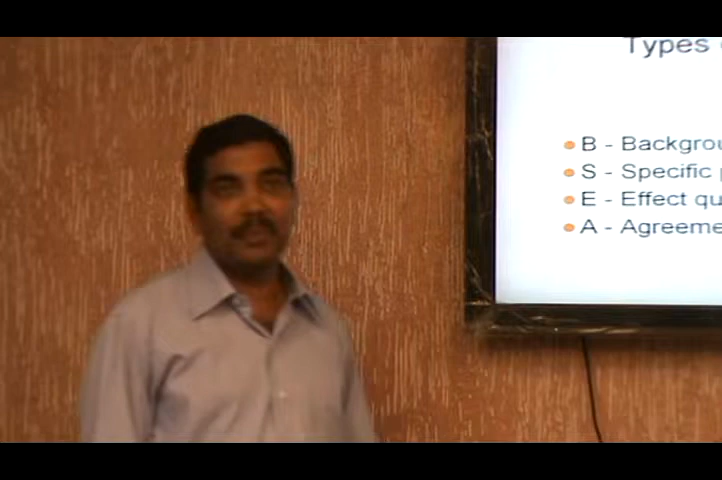 Types
B - Backgrou
S - Specific
E - Effect qu
A - Agreeme